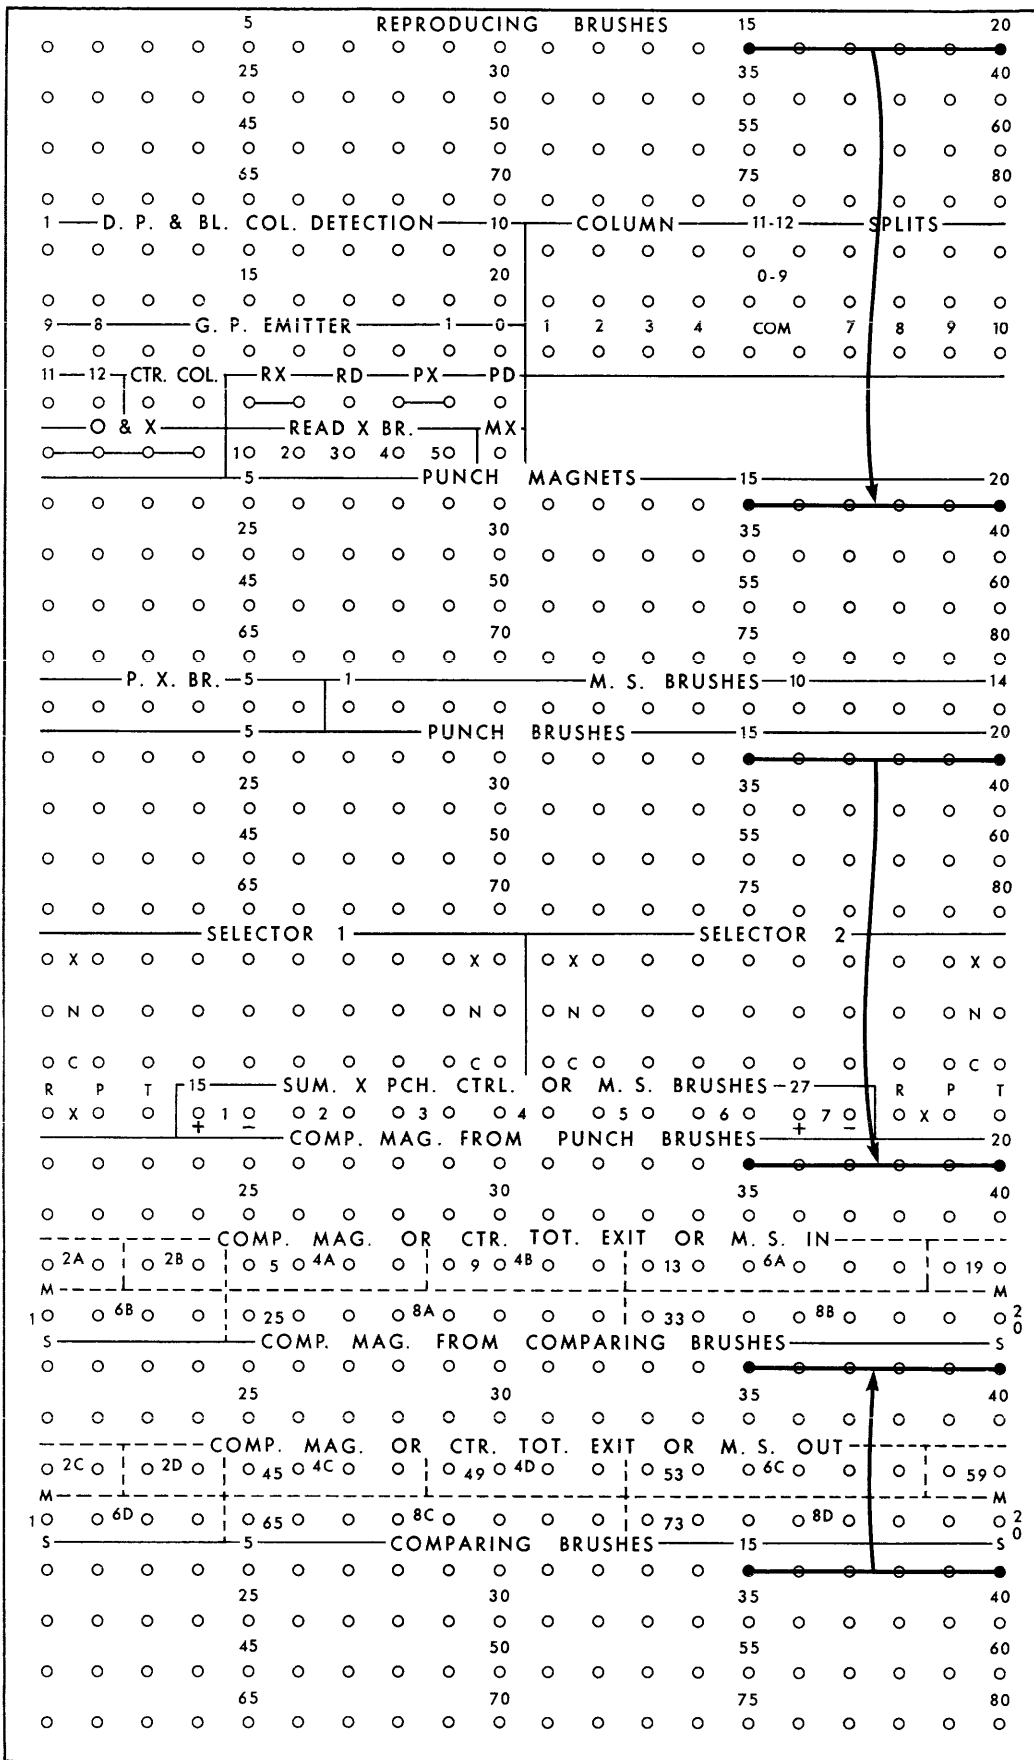 5 REPRODUCING BRUSHES 15 20
25 30 35 40
45 50 55 60
65 70 75 80
1 D. P. & BL. COL. DETECTION 10 COLUMN 11-12 SPLITS
15 20 0-9
9 8 G. P. EMITTER 1 0 1 2 3 4 COM 7 8 9 10
11 12 CTR. COL. RX RD PX PD
O & X READ X BR. MX
10 20 30 40 50
5 PUNCH MAGNETS 15 20
25 30 35 40
45 50 55 60
65 70 75 80
P. X. BR. 5 1 M. S. BRUSHES 10 14
5 PUNCH BRUSHES 15 20
25 30 35 40
45 50 55 60
65 70 75 80
SELECTOR 1 SELECTOR 2
X X X X
N N N N
C C C C
R P T 15 SUM. X PCH. CTRL. OR M. S. BRUSHES 27 R P T
X 1 2 3 4 5 6 7 X
+ - + -
COMP. MAG. FROM PUNCH BRUSHES 20
25 30 35 40
COMP. MAG. OR CTR. TOT. EXIT OR M. S. IN
2A 2B 5 4A 9 4B 13 6A 19
M M
1 6B 25 8A 33 8B 20
S COMP. MAG. FROM COMPARING BRUSHES S
25 30 35 40
COMP. MAG. OR CTR. TOT. EXIT OR M. S. OUT
2C 2D 45 4C 49 4D 53 6C 59
M M
1 6D 65 8C 73 8D 20
S 5 COMPARING BRUSHES 15 S
25 30 35 40
45 50 55 60
65 70 75 80